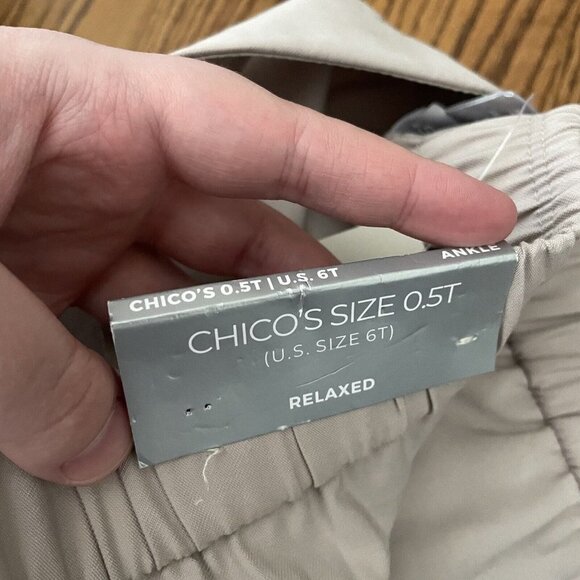 CHICO'S 0.5T | U.S. 6T ANKLE
CHICO'S SIZE 0.5T
(U.S. SIZE 6T)
RELAXED